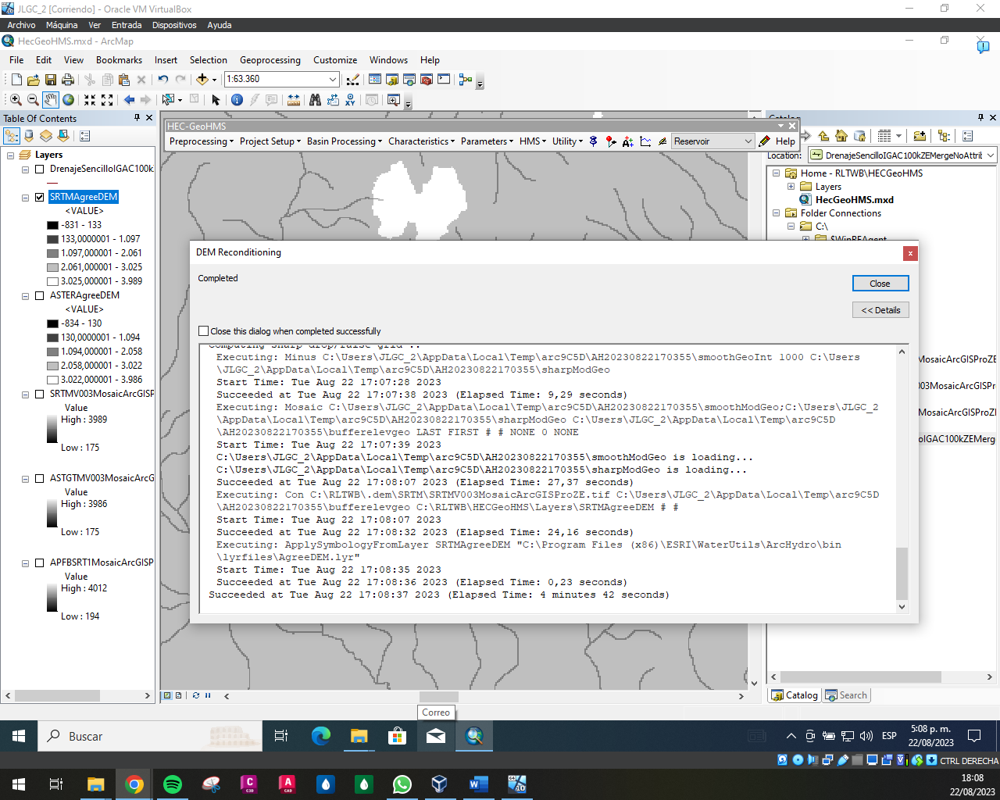 JLGC_2 [Corriendo] - Oracle VM VirtualBox
Archivo Máquina Ver Entrada Dispositivos Ayuda
HecGeoHMS.mxd - ArcMap
File Edit View Bookmarks Insert Selection Geoprocessing Customize Windows Help
1:63.360
Table Of Contents
Layers
DrenajeSencilloIGAC100k
SRTMAgreeDEM
<VALUE>
-831 - 133
133,0000001 - 1.097
1.097,000001 - 2.061
2.061,000001 - 3.025
3.025,000001 - 3.989
ASTERAgreeDEM
<VALUE>
-834 - 130
130,0000001 - 1.094
1.094,000001 - 2.058
2.058,000001 - 3.022
3.022,000001 - 3.986
SRTMV003MosaicArcGISP
Value
High : 3989
Low : 175
ASTGTMV003MosaicArcG
Value
High : 3986
Low : 175
APFBSRT1MosaicArcGISP
Value
High : 4012
Low : 194
HEC-GeoHMS
Preprocessing Project Setup Basin Processing Characteristics Parameters HMS Utility Reservoir Help
Location: DrenajeSencilloIGAC100kZEMergeNoAttrib
Home - RLTWB\HECGeoHMS
Layers
HecGeoHMS.mxd
Folder Connections
C:\
$WinREAgent
MosaicArcGISProZE
03MosaicArcGISPr
MosaicArcGISProZI
oIGAC100kZEMerge
Catalog Search
DEM Reconditioning
Completed
Close
<< Details
Close this dialog when completed successfully
Computing sharp drop/raise grid ..
Executing: Minus C:\Users\JLGC_2\AppData\Local\Temp\arc9C5D\AH20230822170355\smoothGeoInt 1000 C:\Users
\JLGC_2\AppData\Local\Temp\arc9C5D\AH20230822170355\sharpModGeo
Start Time: Tue Aug 22 17:07:28 2023
Succeeded at Tue Aug 22 17:07:38 2023 (Elapsed Time: 9,29 seconds)
Executing: Mosaic C:\Users\JLGC_2\AppData\Local\Temp\arc9C5D\AH20230822170355\smoothModGeo;C:\Users\JLGC_2
\AppData\Local\Temp\arc9C5D\AH20230822170355\sharpModGeo C:\Users\JLGC_2\AppData\Local\Temp\arc9C5D
\AH20230822170355\bufferelevgeo LAST FIRST # # NONE 0 NONE
Start Time: Tue Aug 22 17:07:39 2023
C:\Users\JLGC_2\AppData\Local\Temp\arc9C5D\AH20230822170355\smoothModGeo is loading...
C:\Users\JLGC_2\AppData\Local\Temp\arc9C5D\AH20230822170355\sharpModGeo is loading...
Succeeded at Tue Aug 22 17:08:07 2023 (Elapsed Time: 27,37 seconds)
Executing: Con C:\RLTWB\.dem\SRTM\SRTMV003MosaicArcGISProZE.tif C:\Users\JLGC_2\AppData\Local\Temp\arc9C5D
\AH20230822170355\bufferelevgeo C:\RLTWB\HECGeoHMS\Layers\SRTMAgreeDEM # #
Start Time: Tue Aug 22 17:08:07 2023
Succeeded at Tue Aug 22 17:08:32 2023 (Elapsed Time: 24,16 seconds)
Executing: ApplySymbologyFromLayer SRTMAgreeDEM "C:\Program Files (x86)\ESRI\WaterUtils\ArcHydro\bin
\lyrfiles\AgreeDEM.lyr"
Start Time: Tue Aug 22 17:08:35 2023
Succeeded at Tue Aug 22 17:08:36 2023 (Elapsed Time: 0,23 seconds)
Succeeded at Tue Aug 22 17:08:37 2023 (Elapsed Time: 4 minutes 42 seconds)
Correo
Buscar
ESP
5:08 p. m.
22/08/2023
CTRL DERECHA
18:08
22/08/2023